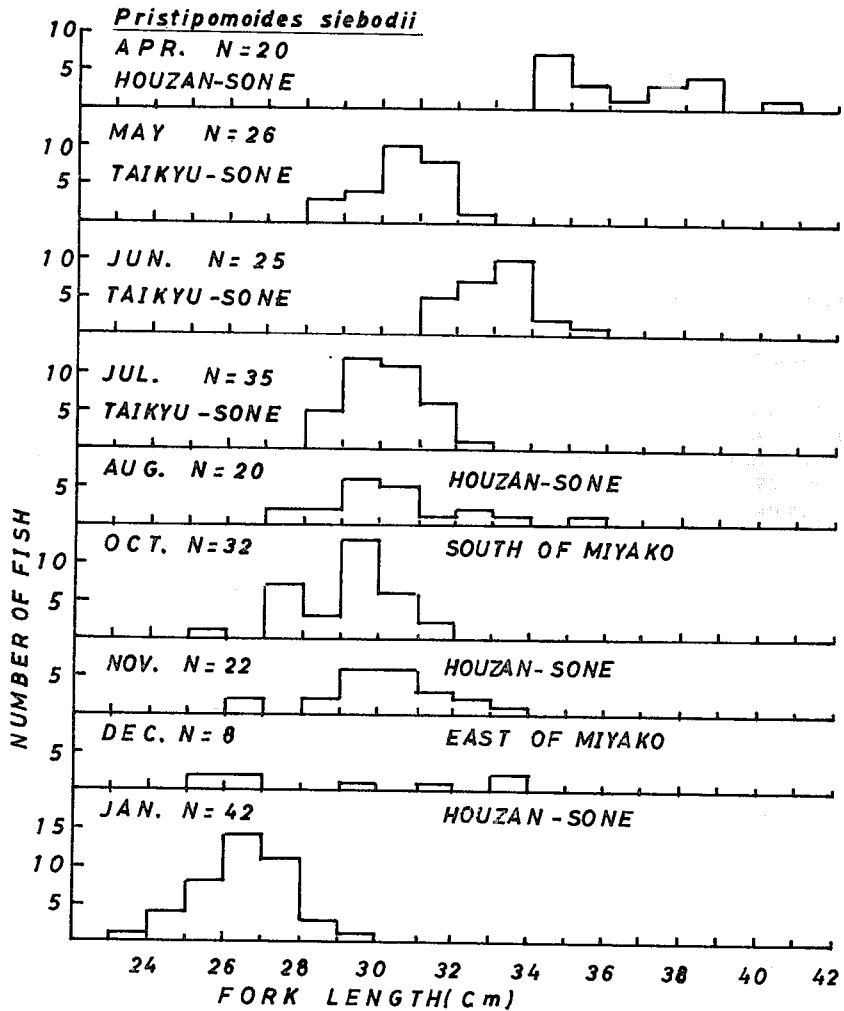 Pristipomoides siebodii
10
APR. N=20
5
HOUZAN-SONE
MAY N=26
10
TAIKYU-SONE
5
10
JUN. N=25
5
TAIKYU-SONE
10
JUL. N=35
5
TAIKYU-SONE
AUG. N=20 HOUZAN-SONE
5
OCT. N=32 SOUTH OF MIYAKO
10
5
NOV. N=22 HOUZAN-SONE
5
DEC. N=8 EAST OF MIYAKO
5
JAN. N=42 HOUZAN-SONE
15
10
5
24 26 28 30 32 34 36 38 40 42
FORK LENGTH(Cm)
NUMBER OF FISH